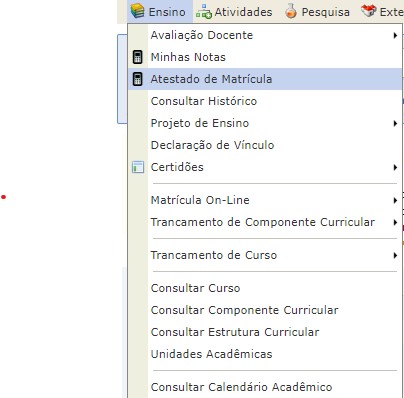 Ensino Atividades Pesquisa Exte
Avaliação Docente
Minhas Notas
Atestado de Matrícula
Consultar Histórico
Projeto de Ensino
Declaração de Vínculo
Certidões
Matrícula On-Line
Trancamento de Componente Curricular
Trancamento de Curso
Consultar Curso
Consultar Componente Curricular
Consultar Estrutura Curricular
Unidades Acadêmicas
Consultar Calendário Acadêmico